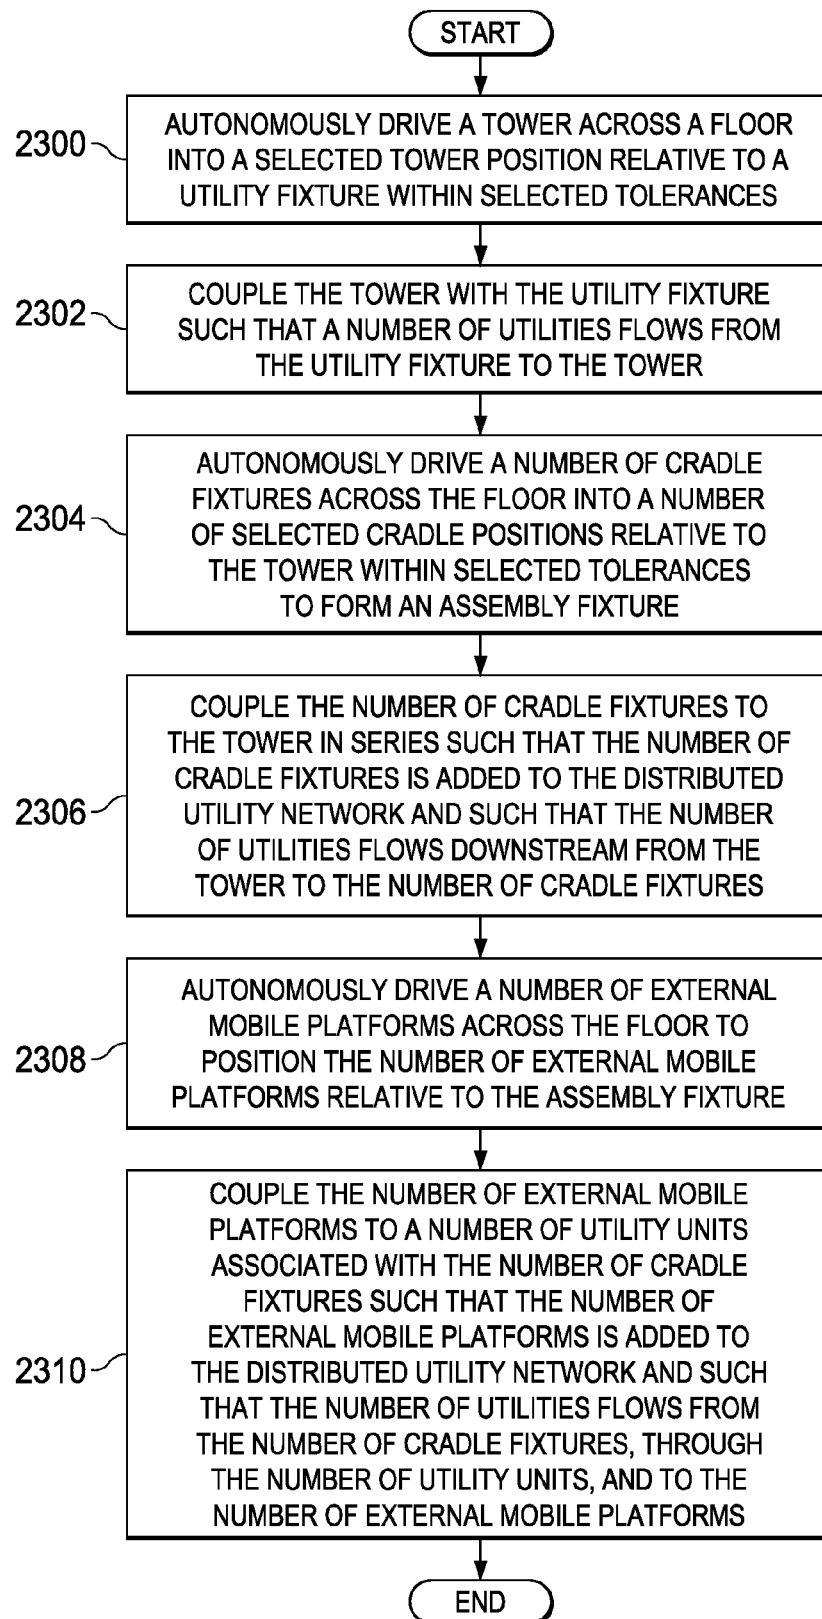 START
2300
AUTONOMOUSLY DRIVE A TOWER ACROSS A FLOOR
INTO A SELECTED TOWER POSITION RELATIVE TO A
UTILITY FIXTURE WITHIN SELECTED TOLERANCES
2302
COUPLE THE TOWER WITH THE UTILITY FIXTURE
SUCH THAT A NUMBER OF UTILITIES FLOWS FROM
THE UTILITY FIXTURE TO THE TOWER
2304
AUTONOMOUSLY DRIVE A NUMBER OF CRADLE
FIXTURES ACROSS THE FLOOR INTO A NUMBER
OF SELECTED CRADLE POSITIONS RELATIVE TO
THE TOWER WITHIN SELECTED TOLERANCES
TO FORM AN ASSEMBLY FIXTURE
2306
COUPLE THE NUMBER OF CRADLE FIXTURES TO
THE TOWER IN SERIES SUCH THAT THE NUMBER OF
CRADLE FIXTURES IS ADDED TO THE DISTRIBUTED
UTILITY NETWORK AND SUCH THAT THE NUMBER
OF UTILITIES FLOWS DOWNSTREAM FROM THE
TOWER TO THE NUMBER OF CRADLE FIXTURES
2308
AUTONOMOUSLY DRIVE A NUMBER OF EXTERNAL
MOBILE PLATFORMS ACROSS THE FLOOR TO
POSITION THE NUMBER OF EXTERNAL MOBILE
PLATFORMS RELATIVE TO THE ASSEMBLY FIXTURE
2310
COUPLE THE NUMBER OF EXTERNAL MOBILE
PLATFORMS TO A NUMBER OF UTILITY UNITS
ASSOCIATED WITH THE NUMBER OF CRADLE
FIXTURES SUCH THAT THE NUMBER OF
EXTERNAL MOBILE PLATFORMS IS ADDED TO
THE DISTRIBUTED UTILITY NETWORK AND SUCH
THAT THE NUMBER OF UTILITIES FLOWS FROM
THE NUMBER OF CRADLE FIXTURES, THROUGH
THE NUMBER OF UTILITY UNITS, AND TO THE
NUMBER OF EXTERNAL MOBILE PLATFORMS
END